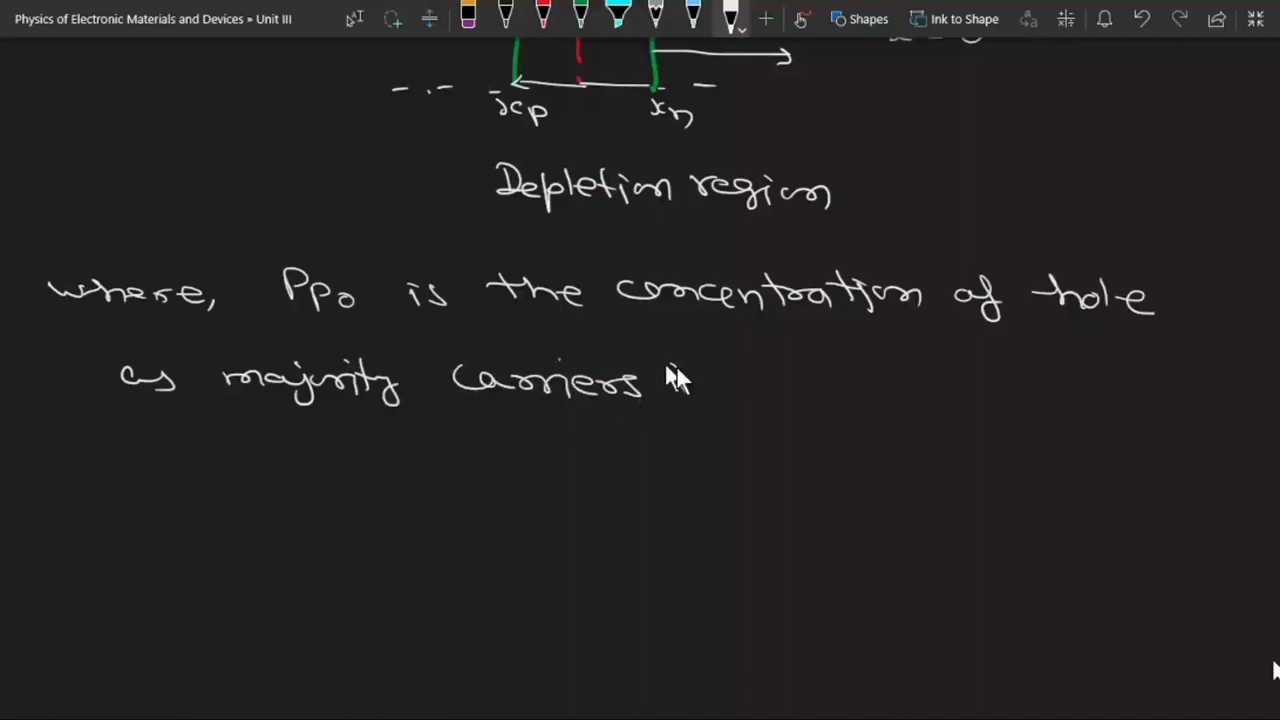 Physics of Electronic Materials and Devices » Unit III
Shapes
Ink to Shape
xp
xn
Depletion region
where, Ppo is the concentration of hole
as majority carriers